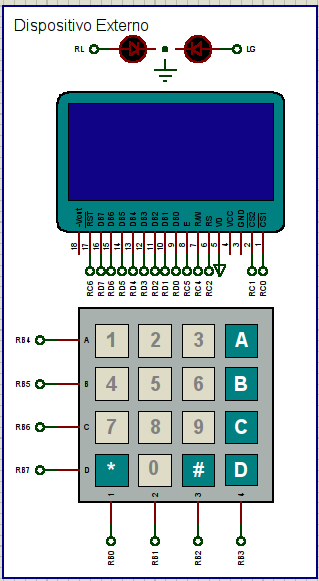 Dispositivo Externo
RL LG
-Vout RST DB7 DB6 DB5 DB4 DB3 DB2 DB1 DB0 E R/W RS V0 VCC GND CS2 CS1
18 17 16 15 14 13 12 11 10 9 8 7 6 5 4 3 2 1
RC6 RD7 RD6 RD5 RD4 RD3 RD2 RD1 RD0 RC5 RC4 RC2 RC1 RC0
RB4 A 1 2 3 A
RB5 B 4 5 6 B
RB6 C 7 8 9 C
RB7 D * 0 # D
1 2 3 4
RB0 RB1 RB2 RB3